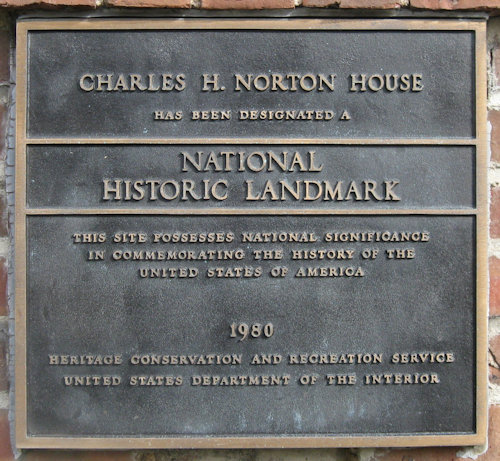 CHARLES H. NORTON HOUSE
HAS BEEN DESIGNATED A
NATIONAL
HISTORIC LANDMARK
THIS SITE POSSESSES NATIONAL SIGNIFICANCE
IN COMMEMORATING THE HISTORY OF THE
UNITED STATES OF AMERICA
1980
HERITAGE CONSERVATION AND RECREATION SERVICE
UNITED STATES DEPARTMENT OF THE INTERIOR